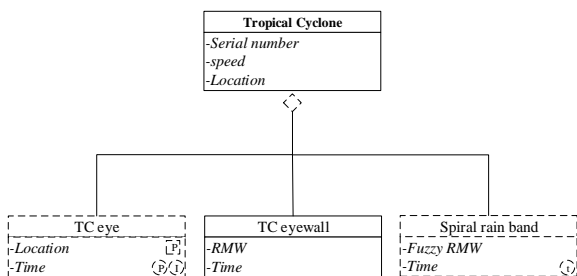 Tropical Cyclone
-Serial number
-speed
-Location
TC eye
-Location P
-Time P I
TC eyewall
-RMW
-Time
Spiral rain band
-Fuzzy RMW
-Time I